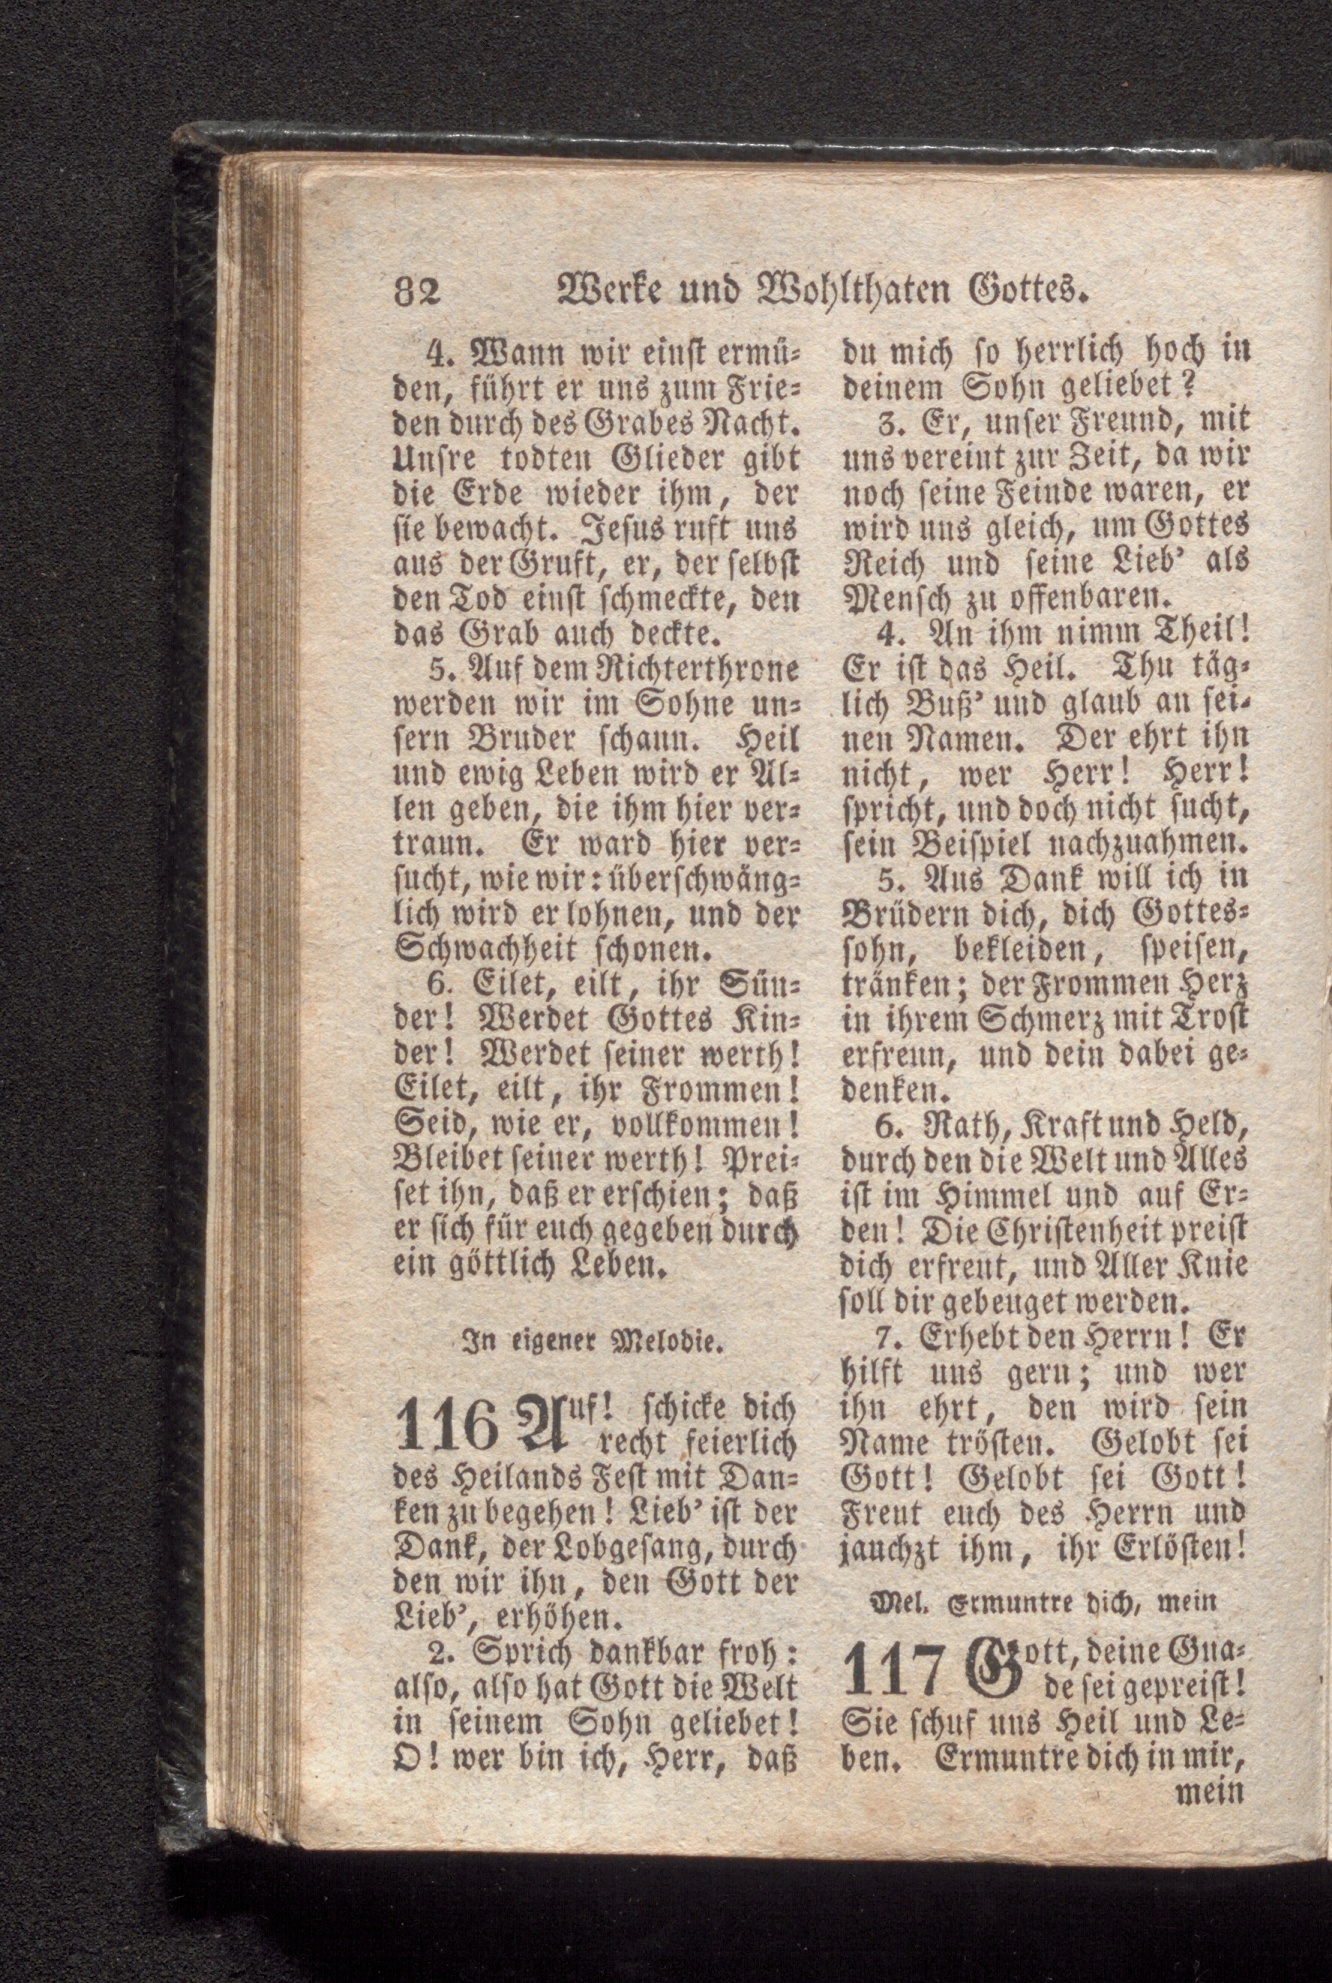 82 Werke und Wohlthaten Gottes.
4. Wann wir einst ermü-
den, führt er uns zum Frie-
den durch des Grabes Nacht.
Unsre todten Glieder gibt
die Erde wieder ihm, der
sie bewacht. Jesus ruft uns
aus der Gruft, er, der selbst
den Tod einst schmeckte, den
das Grab auch deckte.
5. Auf dem Richterthrone
werden wir im Sohne un-
sern Bruder schaun. Heil
und ewig Leben wird er Al-
len geben, die ihm hier ver-
traun. Er ward hier ver-
sucht, wie wir: überschwäng-
lich wird er lohnen, und der
Schwachheit schonen.
6. Eilet, eilt, ihr Sün-
der! Werdet Gottes Kin-
der! Werdet seiner werth!
Eilet, eilt, ihr Frommen!
Seid, wie er, vollkommen!
Bleibet seiner werth! Prei-
set ihn, daß er erschien; daß
er sich für euch gegeben durch
ein göttlich Leben.
In eigener Melodie.
116 Auf! schicke dich
recht feierlich
des Heilands Fest mit Dan-
ken zu begehen! Lieb' ist der
Dank, der Lobgesang, durch
den wir ihn, den Gott der
Lieb', erhöhen.
2. Sprich dankbar froh:
also, also hat Gott die Welt
in seinem Sohn geliebet!
O! wer bin ich, Herr, daß
du mich so herrlich hoch in
deinem Sohn geliebet?
3. Er, unser Freund, mit
uns vereint zur Zeit, da wir
noch seine Feinde waren, er
wird uns gleich, um Gottes
Reich und seine Lieb' als
Mensch zu offenbaren.
4. An ihm nimm Theil!
Er ist das Heil. Thu täg-
lich Buß' und glaub an sei-
nen Namen. Der ehrt ihn
nicht, wer Herr! Herr!
spricht, und doch nicht sucht,
sein Beispiel nachzuahmen.
5. Aus Dank will ich in
Brüdern dich, dich Gottes-
sohn, bekleiden, speisen,
tränken; der Frommen Herz
in ihrem Schmerz mit Trost
erfreun, und dein dabei ge-
denken.
6. Rath, Kraft und Held,
durch den die Welt und Alles
ist im Himmel und auf Er-
den! Die Christenheit preist
dich erfreut, und Aller Knie
soll dir gebeuget werden.
7. Erhebt den Herrn! Er
hilft uns gern; und wer
ihn ehrt, den wird sein
Name trösten. Gelobt sei
Gott! Gelobt sei Gott!
Freut euch des Herrn und
jauchzt ihm, ihr Erlösten!
Mel. Ermuntre dich, mein
117 Gott, deine Gna-
de sei gepreist!
Sie schuf uns Heil und Le-
ben. Ermuntre dich in mir,
mein